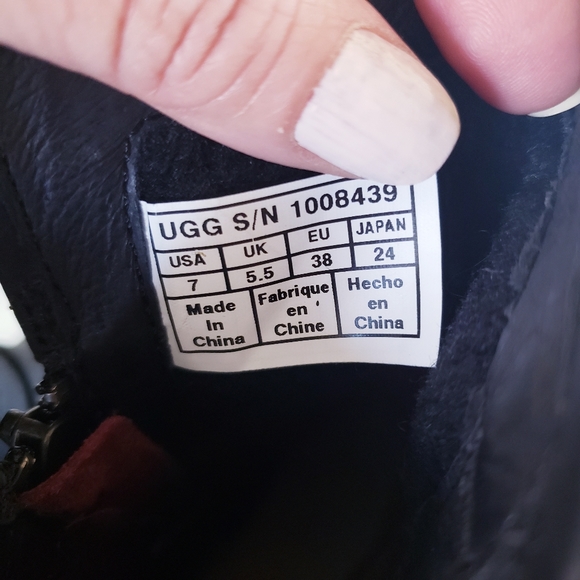 UGG S/N 1008439
USA UK EU JAPAN
7 5.5 38 24
Made Fabrique Hecho
In en en
China Chine China